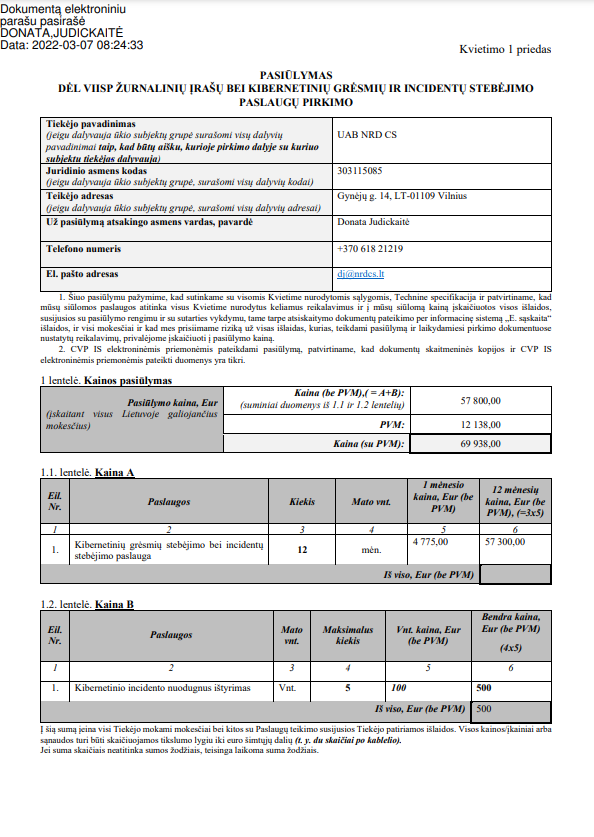 Dokumentą elektroniniu
parašu pasirašė
DONATA,JUDICKAITĖ
Data: 2022-03-07 08:24:33
Kvietimo 1 priedas
PASIŪLYMAS
DĖL VIISP ŽURNALINIŲ ĮRAŠŲ BEI KIBERNETINIŲ GRĖSMIŲ IR INCIDENTŲ STEBĖJIMO
PASLAUGŲ PIRKIMO
Tiekėjo pavadinimas
(jeigu dalyvauja ūkio subjektų grupė surašomi visų dalyvių
pavadinimai taip, kad būtų aišku, kurioje pirkimo dalyje su kuriuo
subjektu tiekėjas dalyvauja)
UAB NRD CS
Juridinio asmens kodas
(jeigu dalyvauja ūkio subjektų grupė, surašomi visų dalyvių kodai)
303115085
Teikėjo adresas
(jeigu dalyvauja ūkio subjektų grupė, surašomi visų dalyvių adresai)
Gynėjų g. 14, LT-01109 Vilnius
Už pasiūlymą atsakingo asmens vardas, pavardė
Donata Judickaitė
Telefono numeris
+370 618 21219
El. pašto adresas
dj@nrdcs.lt
1. Šiuo pasiūlymu pažymime, kad sutinkame su visomis Kvietime nurodytomis sąlygomis, Technine specifikacija ir patvirtiname, kad
mūsų siūlomos paslaugos atitinka visus Kvietime nurodytus keliamus reikalavimus ir į mūsų siūlomą kainą įskaičiuotos visos išlaidos,
susijusios su pasiūlymo rengimu ir su sutarties vykdymu, tame tarpe atsiskaitymo dokumentų pateikimo per informacinę sistemą „E. sąskaita“
išlaidos, ir visi mokesčiai ir kad mes prisiimame riziką už visas išlaidas, kurias, teikdami pasiūlymą ir laikydamiesi pirkimo dokumentuose
nustatytų reikalavimų, privalėjome įskaičiuoti į pasiūlymo kainą.
2. CVP IS elektroninėmis priemonėmis pateikdami pasiūlymą, patvirtiname, kad dokumentų skaitmeninės kopijos ir CVP IS
elektroninėmis priemonėmis pateikti duomenys yra tikri.
1 lentelė. Kainos pasiūlymas
Pasiūlymo kaina, Eur
(įskaitant visus Lietuvoje galiojančius
mokesčius)
Kaina (be PVM),( = A+B):
(suminiai duomenys iš 1.1 ir 1.2 lentelių)
57 800,00
PVM:
12 138,00
Kaina (su PVM):
69 938,00
1.1. lentelė. Kaina A
Eil.
Nr.
Paslaugos
Kiekis
Mato vnt.
1 mėnesio
kaina, Eur (be
PVM)
12 mėnesių
kaina, Eur (be
PVM), (=3x5)
1 2 3 4 5 6
1.
Kibernetinių grėsmių stebėjimo bei incidentų
stebėjimo paslauga
12
mėn.
4 775,00
57 300,00
Iš viso, Eur (be PVM)
1.2. lentelė. Kaina B
Eil.
Nr.
Paslaugos
Mato
vnt.
Maksimalus
kiekis
Vnt. kaina, Eur
(be PVM)
Bendra kaina,
Eur (be PVM)
(4x5)
1 2 3 4 5 6
1. Kibernetinio incidento nuodugnus ištyrimas Vnt. 5 100 500
Iš viso, Eur (be PVM) 500
Į šią sumą įeina visi Tiekėjo mokami mokesčiai bei kitos su Paslaugų teikimo susijusios Tiekėjo patiriamos išlaidos. Visos kainos/įkainiai arba
sąnaudos turi būti skaičiuojamos tikslumo lygiu iki euro šimtųjų dalių (t. y. du skaičiai po kablelio).
Jei suma skaičiais neatitinka sumos žodžiais, teisinga laikoma suma žodžiais.